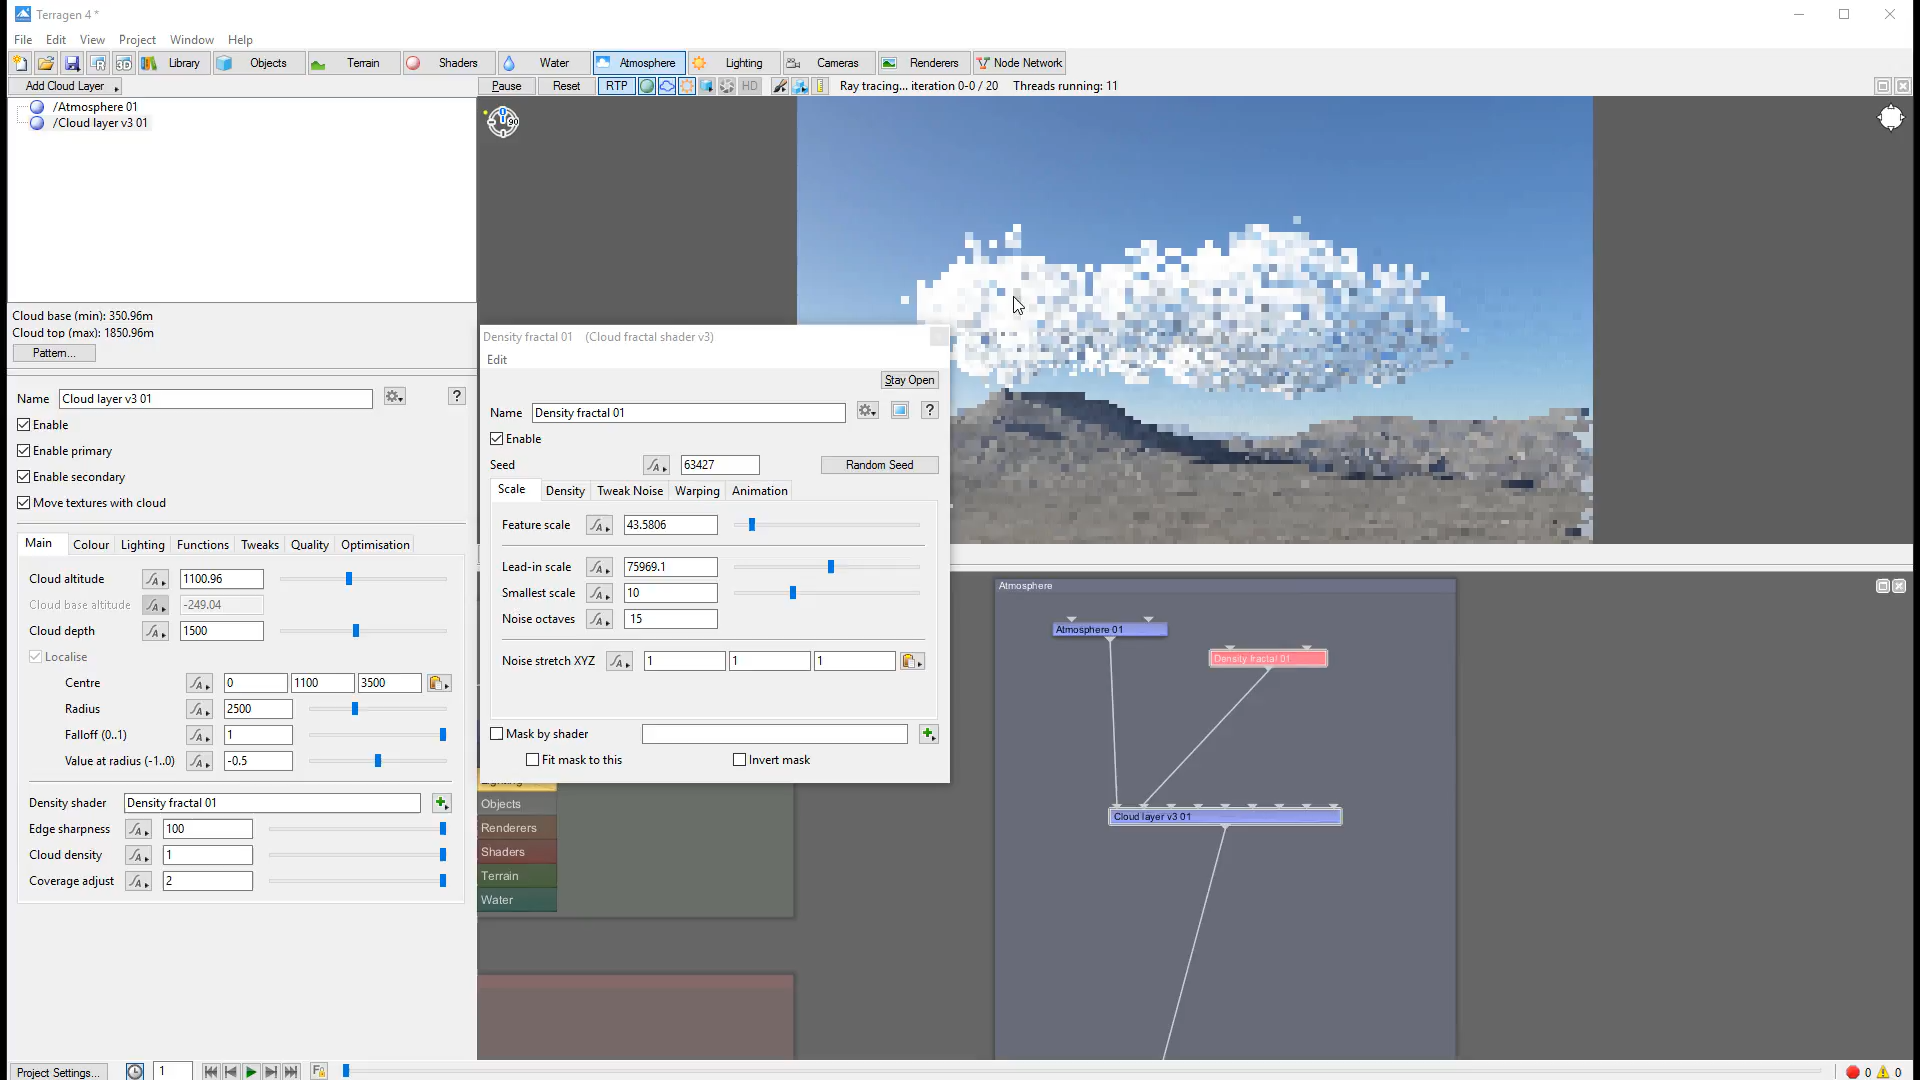 Terragen 4 *
File Edit View Project Window Help
Library Objects Terrain Shaders Water Atmosphere Lighting Cameras Renderers Node Network
Add Cloud Layer Pause Reset RTP HD Ray tracing... iteration 0-0 / 20 Threads running: 11
/Atmosphere 01
/Cloud layer v3 01
90
Cloud base (min): 350.96m
Cloud top (max): 1850.96m
Pattern...
Name Cloud layer v3 01 ?
Enable
Enable primary
Enable secondary
Move textures with cloud
Main Colour Lighting Functions Tweaks Quality Optimisation
Cloud altitude 1100.96
Cloud base altitude -249.04
Cloud depth 1500
Localise
Centre 0 1100 3500
Radius 2500
Falloff (0..1) 1
Value at radius (-1..0) -0.5
Density shader Density fractal 01
Edge sharpness 100
Cloud density 1
Coverage adjust 2
Density fractal 01 (Cloud fractal shader v3)
Edit
Stay Open
Name Density fractal 01 ?
Enable
Seed 63427 Random Seed
Scale Density Tweak Noise Warping Animation
Feature scale 43.5806
Lead-in scale 75969.1
Smallest scale 10
Noise octaves 15
Noise stretch XYZ 1 1 1
Mask by shader
Fit mask to this Invert mask
Objects
Renderers
Shaders
Terrain
Water
Atmosphere
Atmosphere 01
Density fractal 01
Cloud layer v3 01
Project Settings... 1 0 0